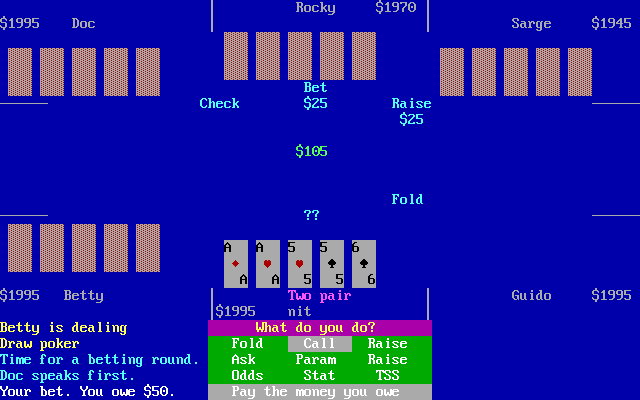 Rocky $1970
$1995 Doc
Sarge $1945
Bet
Check $25 Raise
$25
$105
Fold
??
A A 5 5 6
A A 5 5 6
$1995 Betty
Two pair
Guido $1995
$1995 nit
Betty is dealing
What do you do?
Draw poker
Fold Call Raise
Time for a betting round.
Ask Param Raise
Doc speaks first.
Odds Stat TSS
Your bet. You owe $50.
Pay the money you owe